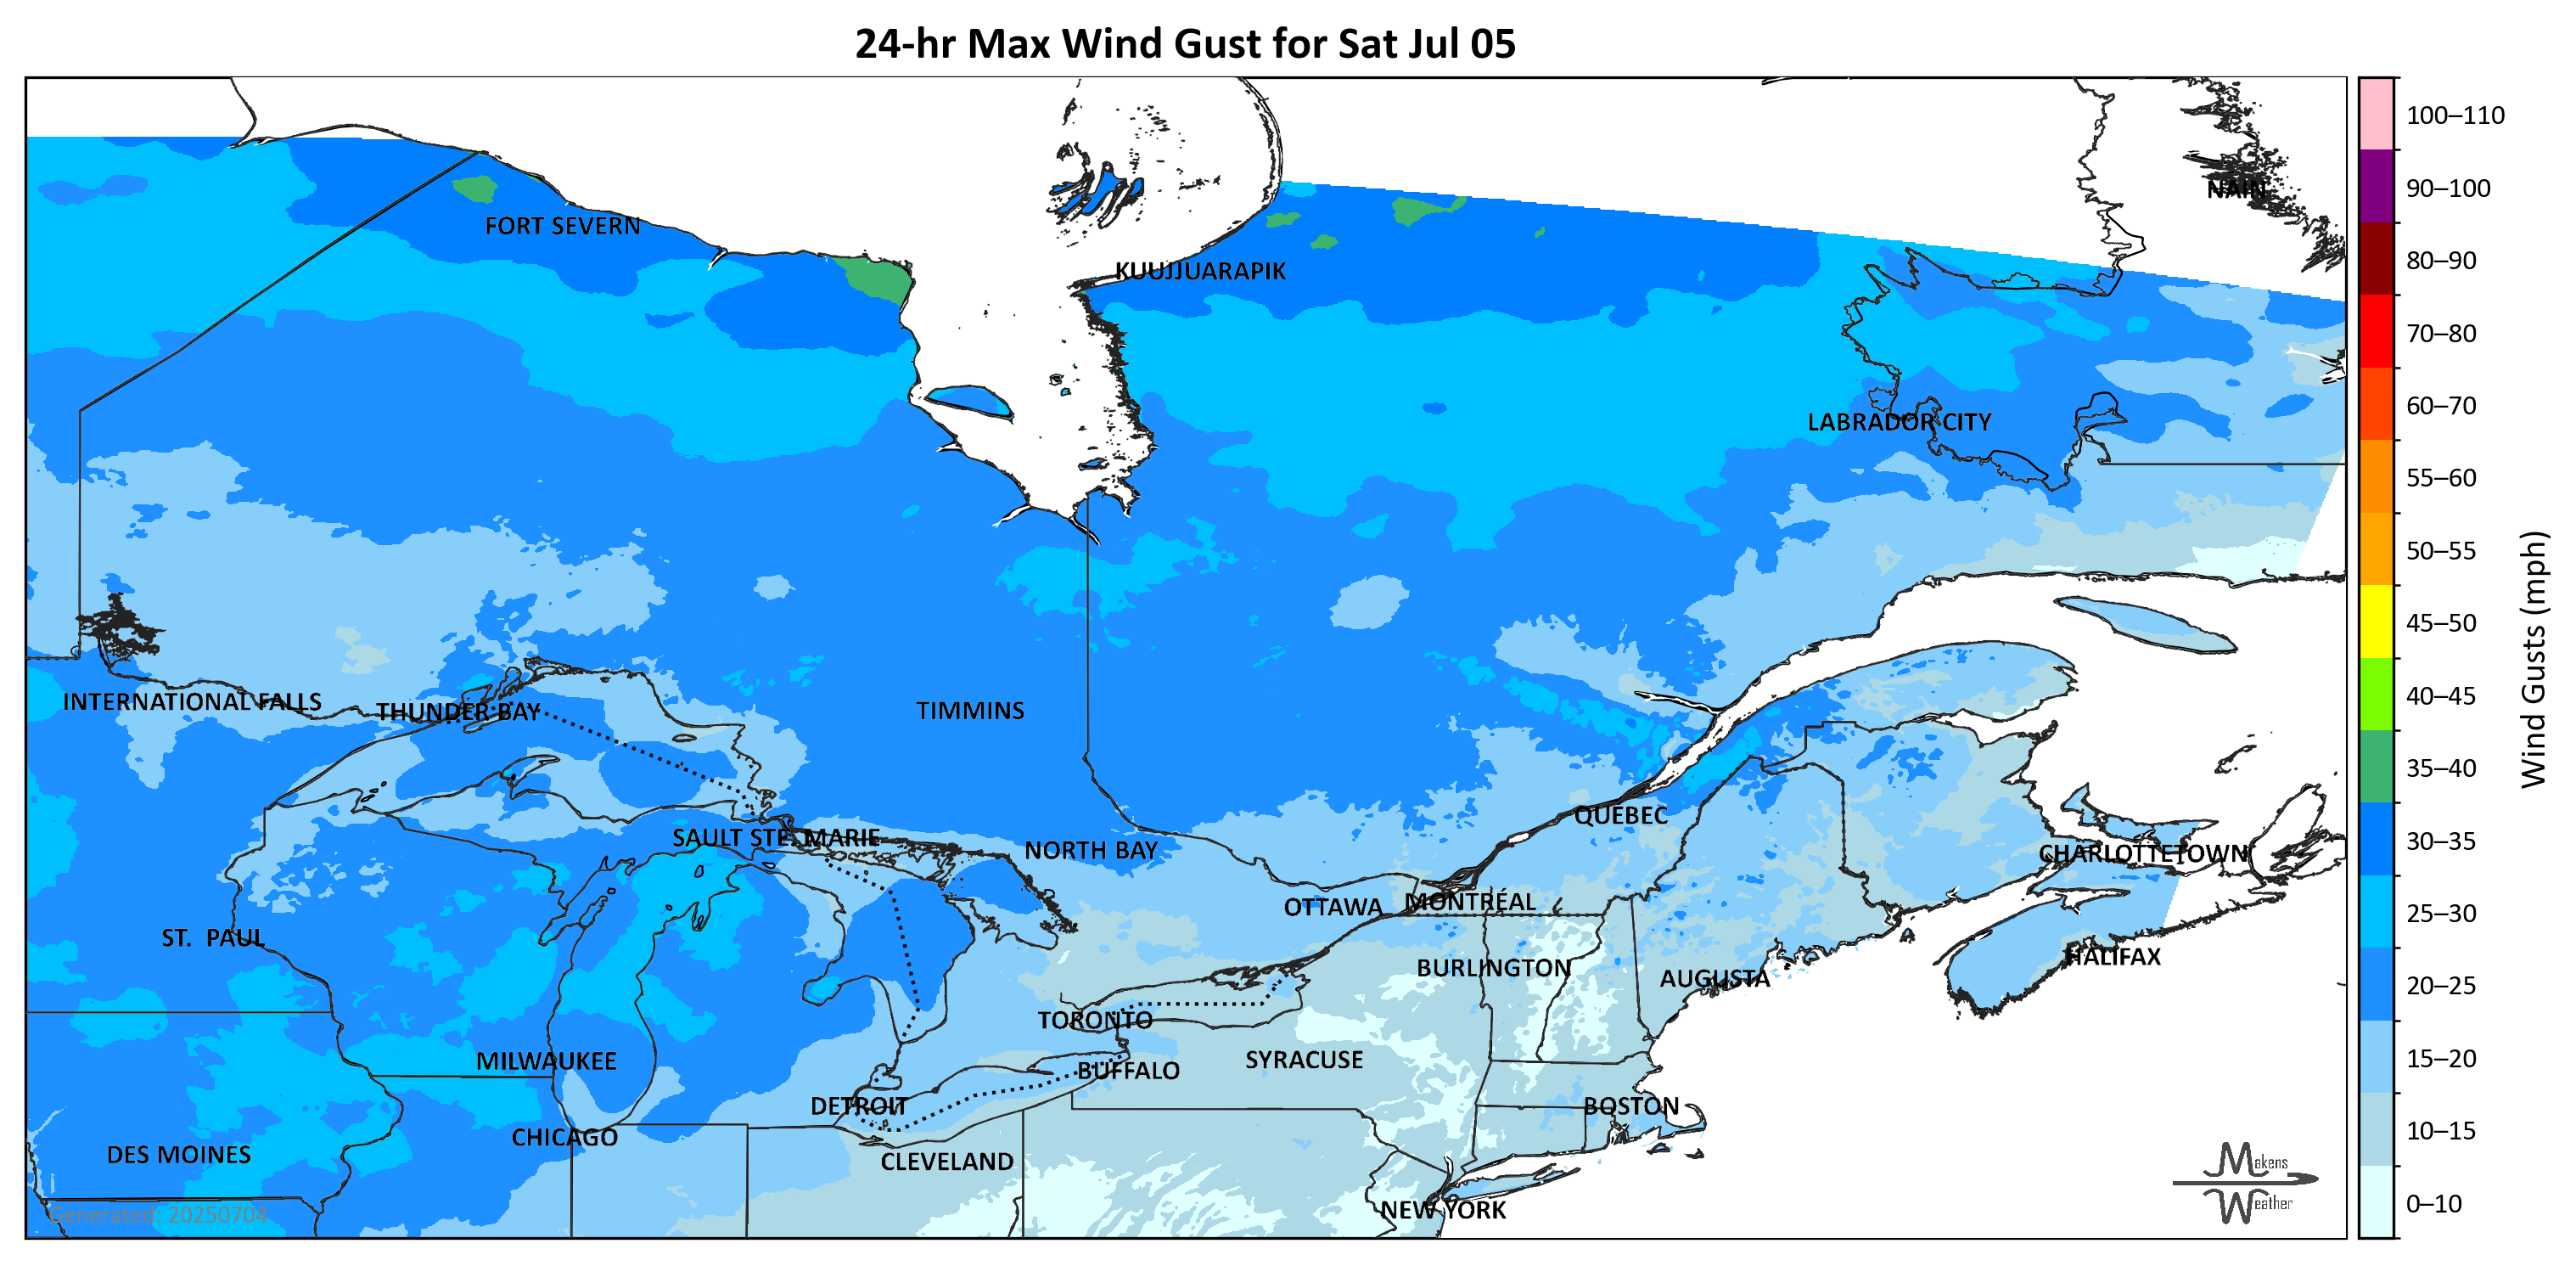 24-hr Max Wind Gust for Sat Jul 05
NAIN
FORT SEVERN
KUUJJUARAPIK
LABRADOR CITY
INTERNATIONAL FALLS
THUNDER BAY
TIMMINS
QUEBEC
SAULT STE. MARIE
NORTH BAY
CHARLOTTETOWN
OTTAWA
MONTRÉAL
ST. PAUL
HALIFAX
BURLINGTON
AUGUSTA
TORONTO
MILWAUKEE
SYRACUSE
BUFFALO
DETROIT
BOSTON
CHICAGO
DES MOINES
CLEVELAND
NEW YORK
Generated: 20250704
Makens
Weather
100–110
90–100
80–90
70–80
60–70
55–60
50–55
45–50
40–45
35–40
30–35
25–30
20–25
15–20
10–15
0–10
Wind Gusts (mph)